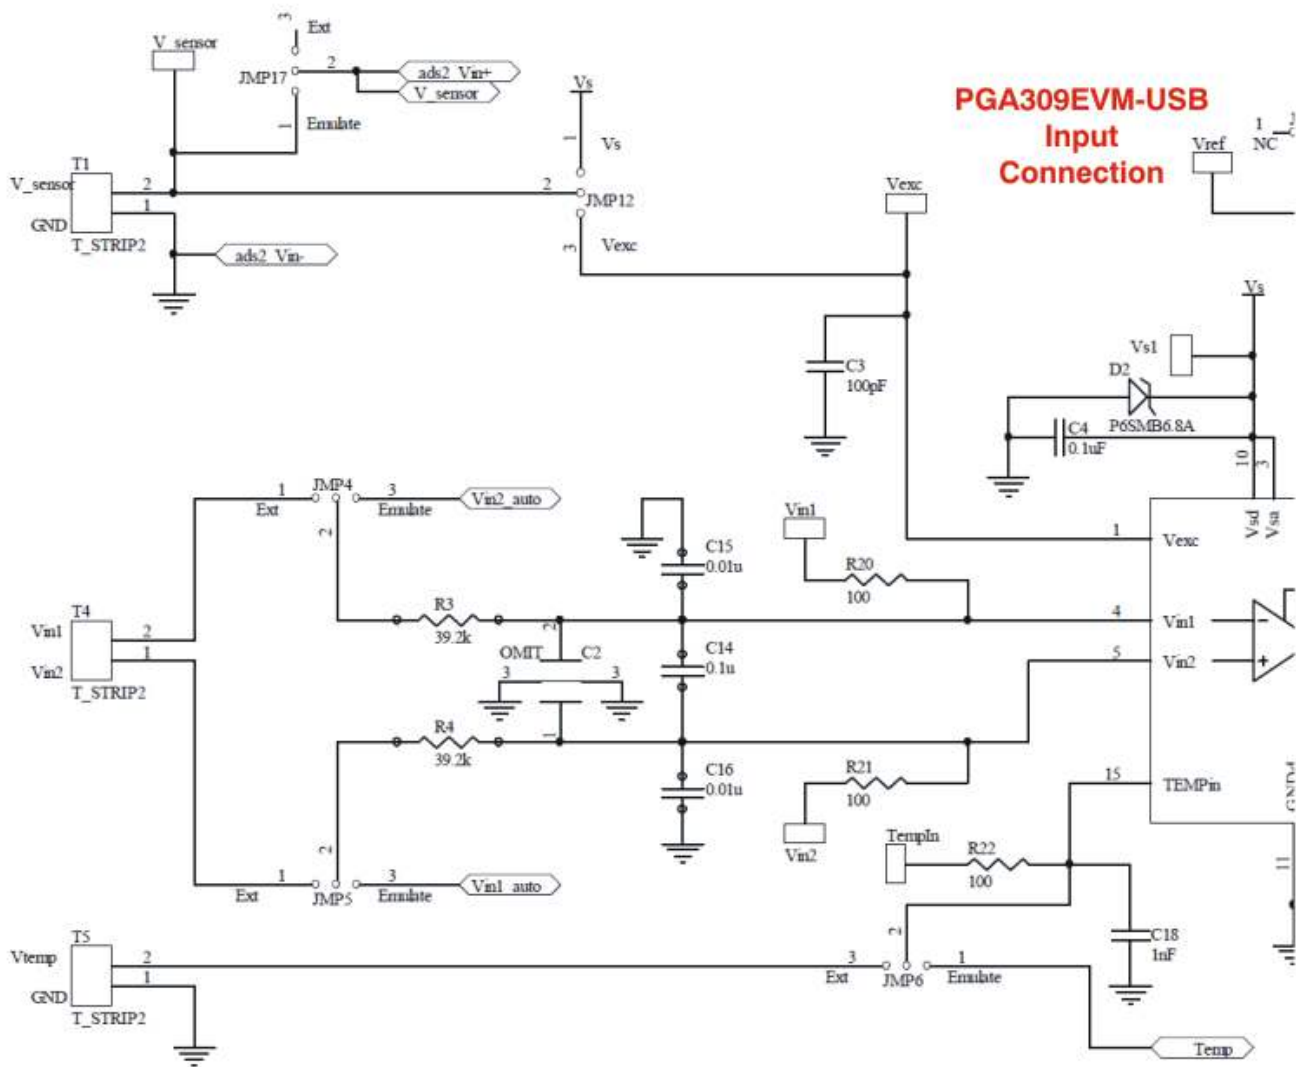 3
Ext
V_sensor
JMP17
2
ads2_Vin+
V_sensor
1
Emulate
Vs
1
Vs
PGA309EVM-USB
Input
Connection
1
NC
Vref
T1
V_sensor
2
1
GND
T_STRIP2
2
JMP12
3
Vexc
Vexc
ads2_Vin-
Vs
Vs1
C3
100pF
D2
P6SMB6.8A
C4
0.1uF
10
3
Vsd
Vsa
JMP4
1
3
Ext
Emulate
Vin2_auto
2
Vin1
C15
0.01u
R20
100
1
Vexc
T4
Vin1
2
1
Vin2
T_STRIP2
R3
39.2k
2
OMIT
C2
3
3
1
C14
0.1u
4
Vin1
-
5
Vin2
+
R4
39.2k
C16
0.01u
R21
100
Vin2
15
TEMPin
2
1
3
Ext
JMP5
Emulate
Vin1_auto
TempIn
R22
100
11
C18
1nF
T5
Vtemp
2
1
GND
T_STRIP2
2
3
Ext
JMP6
1
Emulate
Temp